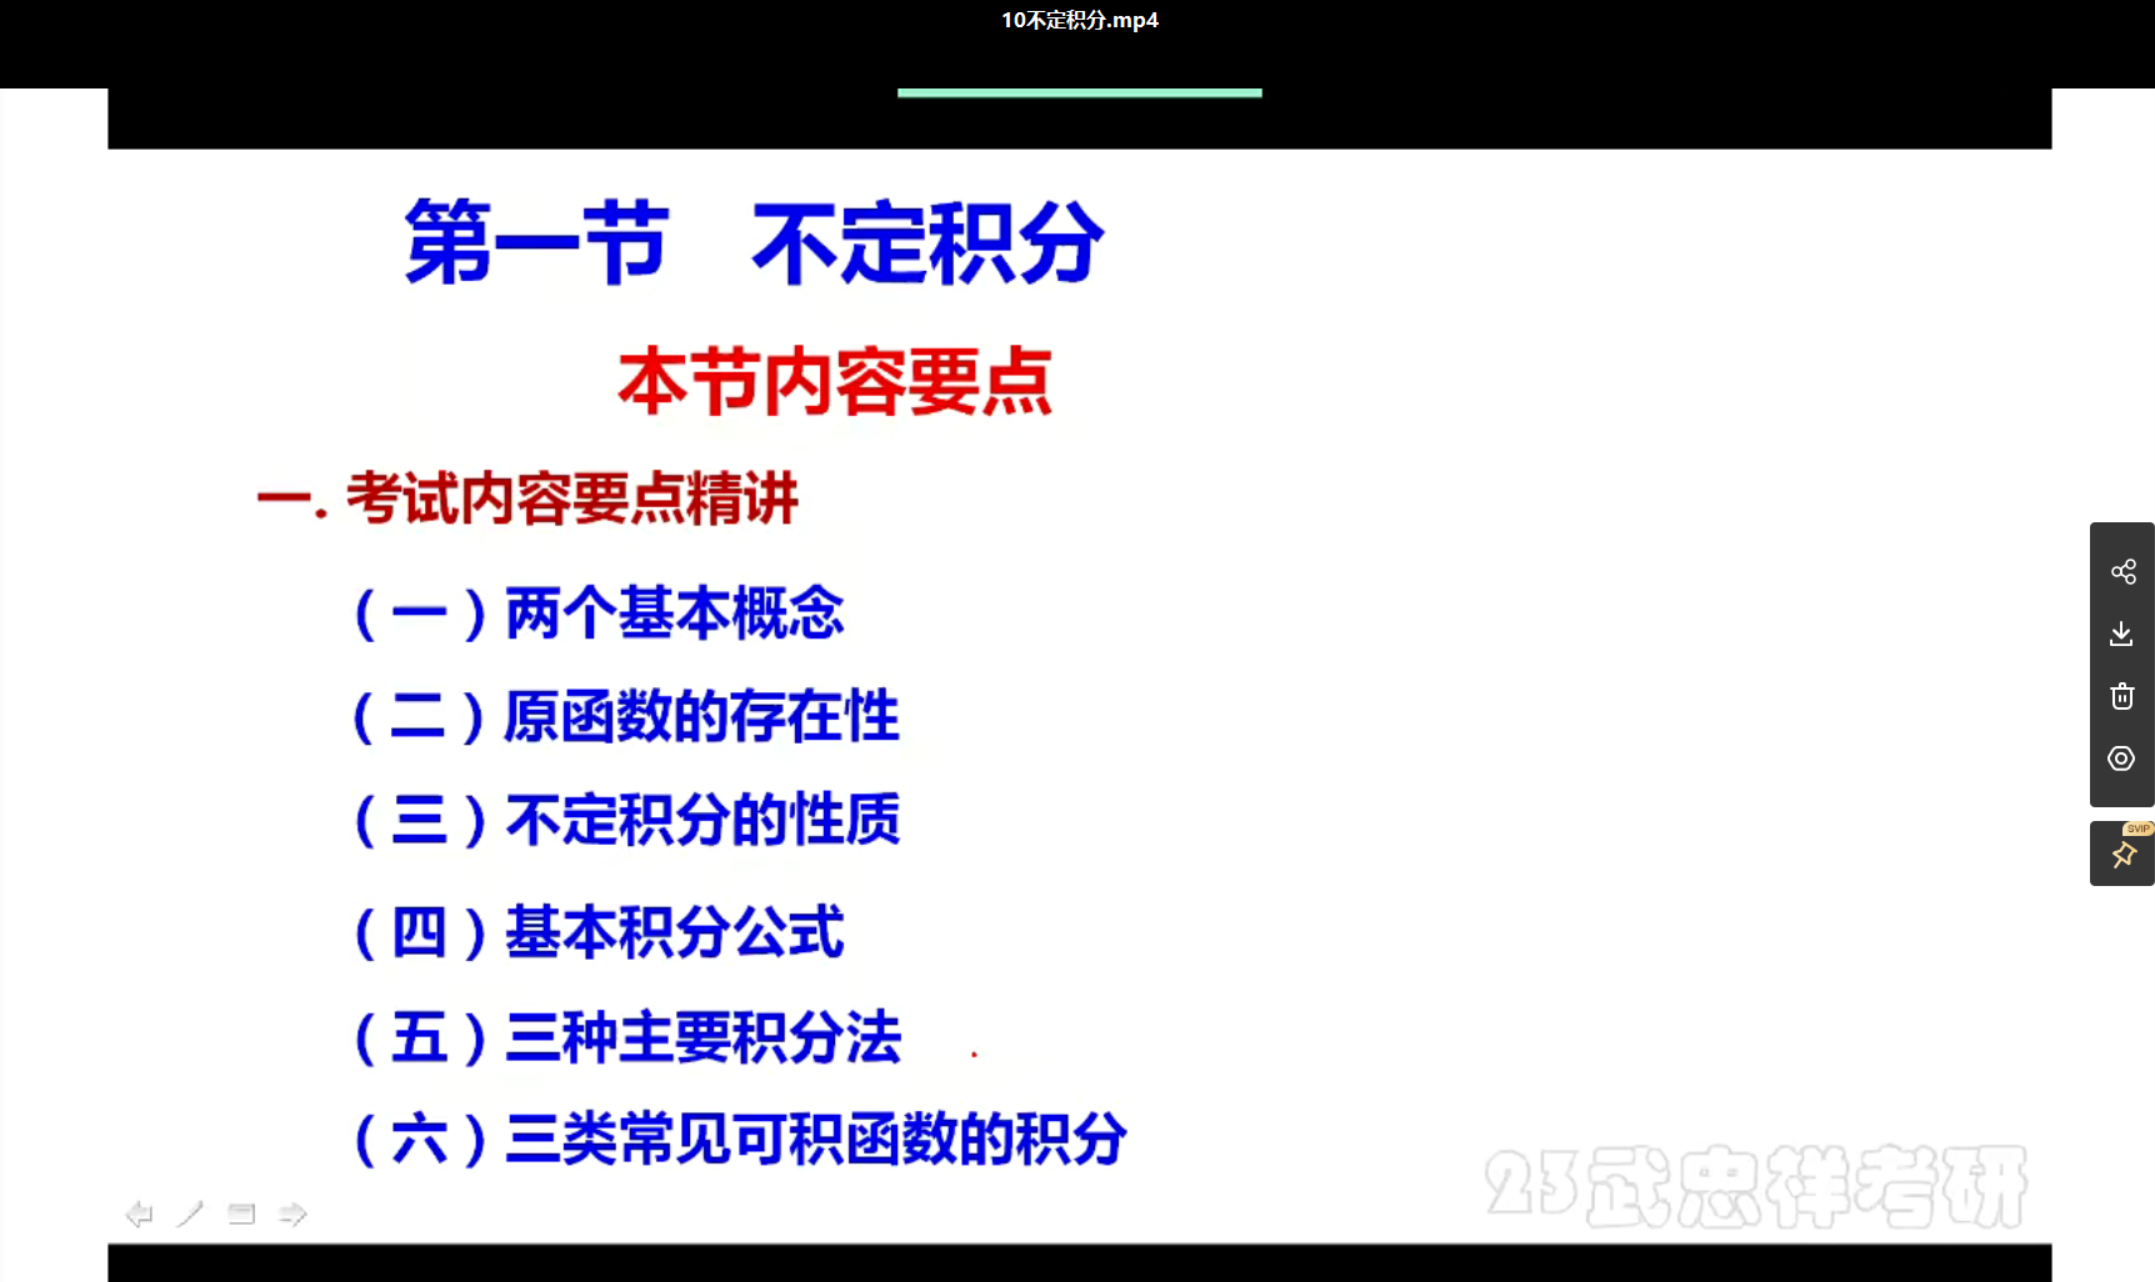 10不定积分.mp4
第一节 不定积分
本节内容要点
一. 考试内容要点精讲
（一）两个基本概念
（二）原函数的存在性
（三）不定积分的性质
SVIP
（四）基本积分公式
（五）三种主要积分法
（六）三类常见可积函数的积分
23武忠祥考研